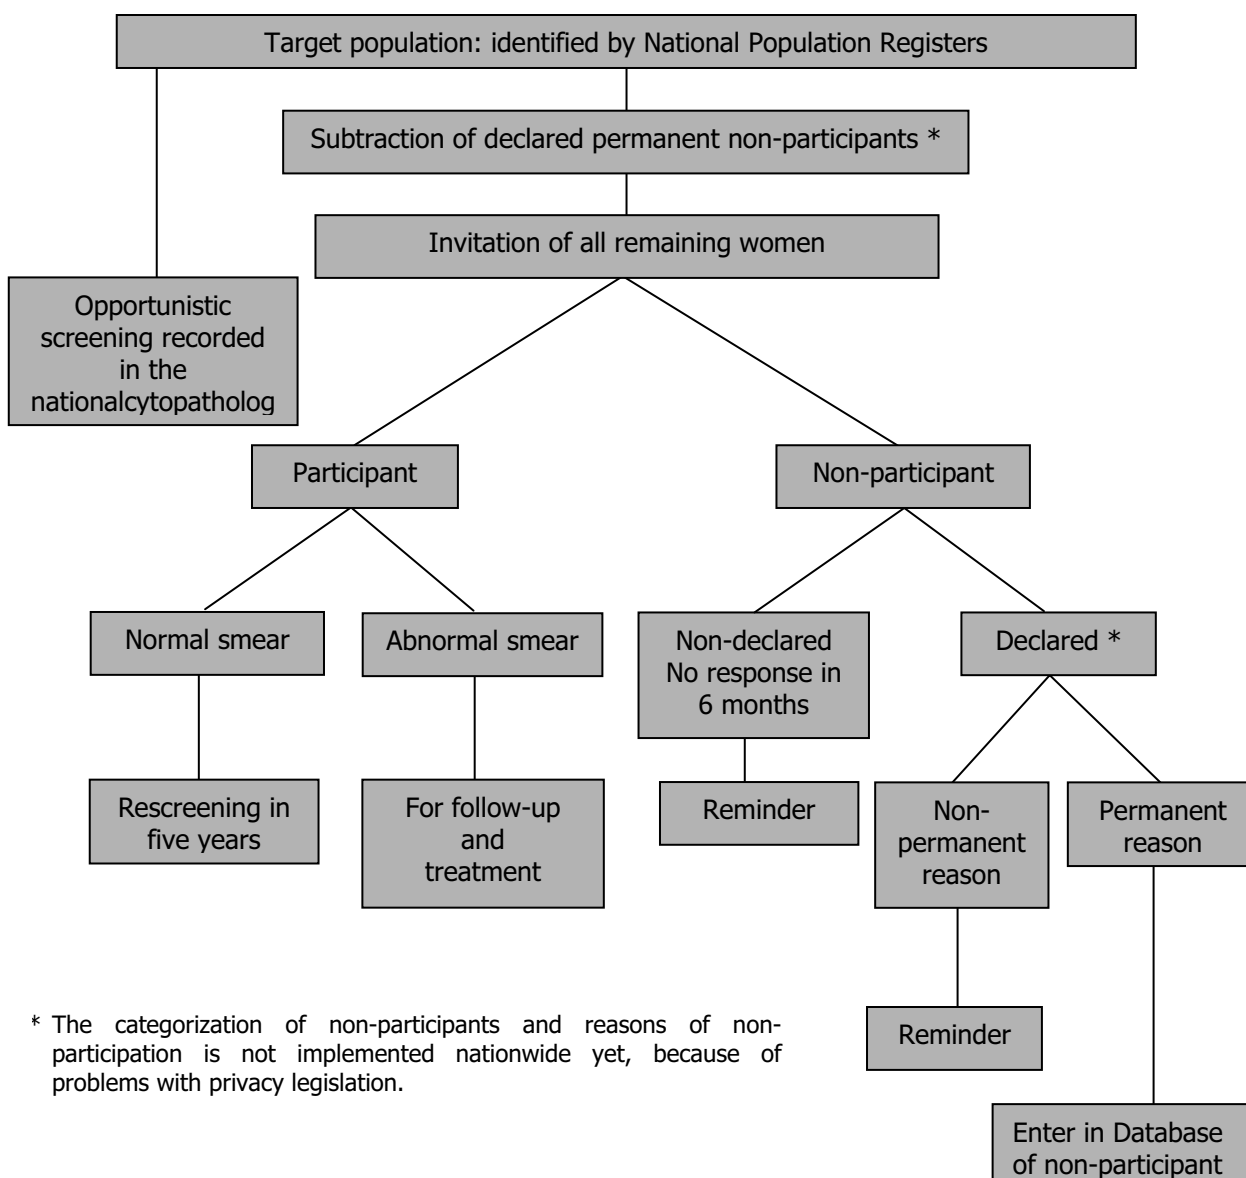 Target population: identified by National Population Registers
Subtraction of declared permanent non-participants *
Invitation of all remaining women
Opportunistic
screening recorded
in the
nationalcytopatholog
Participant
Non-participant
Normal smear
Abnormal smear
Non-declared
No response in
6 months
Declared *
Rescreening in
five years
For follow-up
and
treatment
Reminder
Non-
permanent
reason
Permanent
reason
Reminder
* The categorization of non-participants and reasons of non-
participation is not implemented nationwide yet, because of
problems with privacy legislation.
Enter in Database
of non-participant